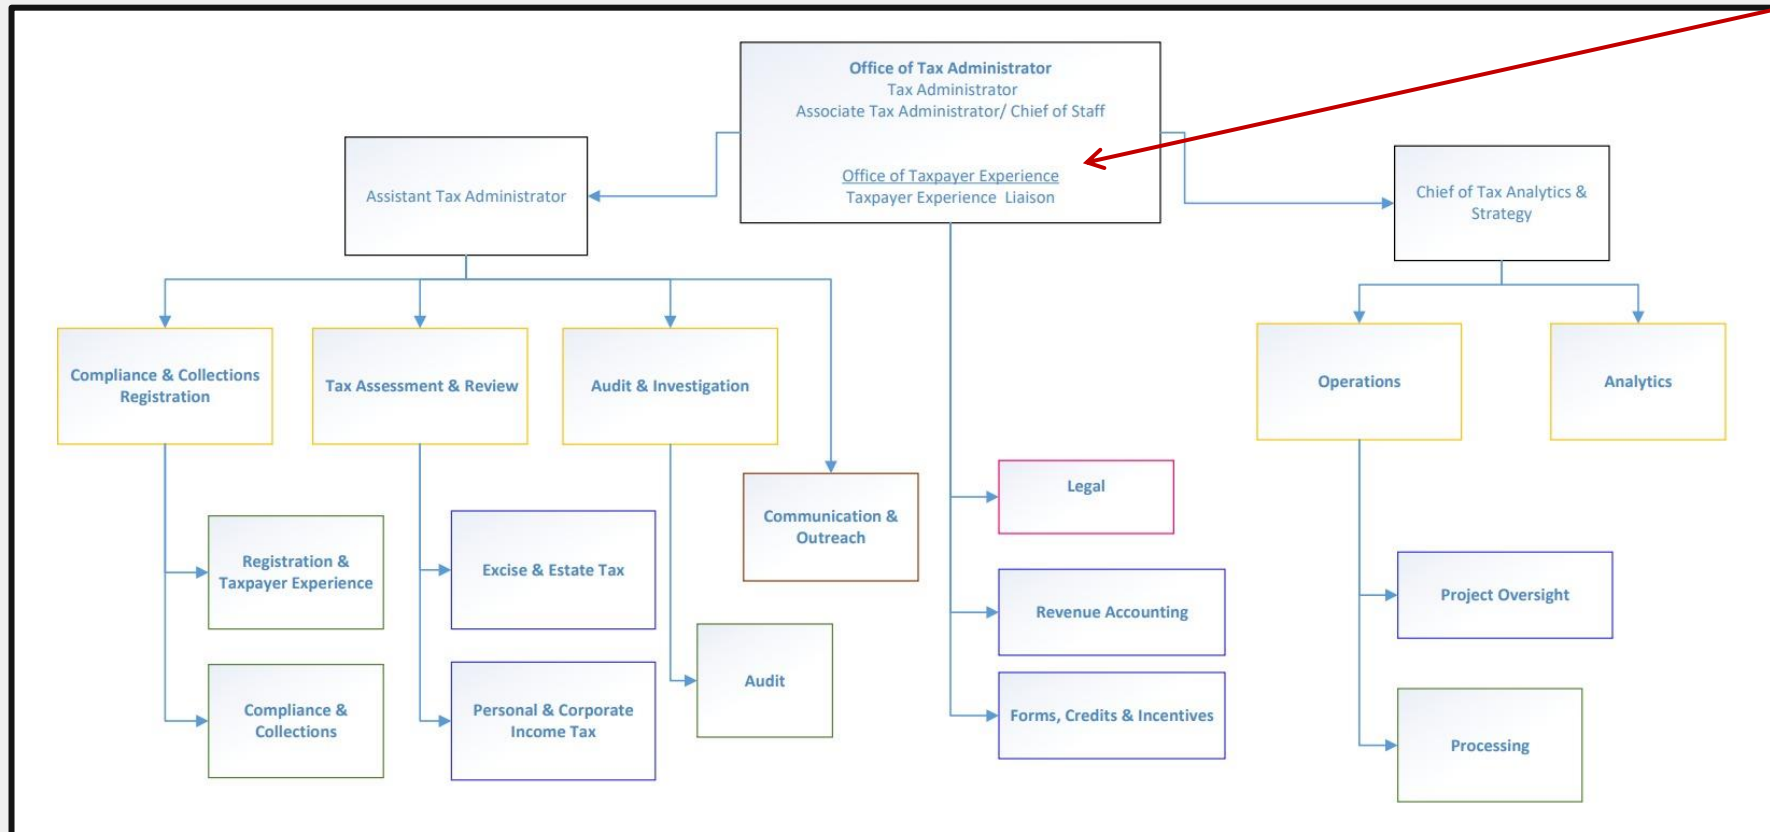 Office of Tax Administrator
Tax Administrator
Associate Tax Administrator/ Chief of Staff
Office of Taxpayer Experience
Taxpayer Experience Liaison
Assistant Tax Administrator
Chief of Tax Analytics &
Strategy
Compliance & Collections
Registration
Tax Assessment & Review
Audit & Investigation
Operations
Analytics
Communication &
Outreach
Legal
Registration &
Taxpayer Experience
Excise & Estate Tax
Revenue Accounting
Project Oversight
Compliance &
Collections
Personal & Corporate
Income Tax
Audit
Forms, Credits & Incentives
Processing